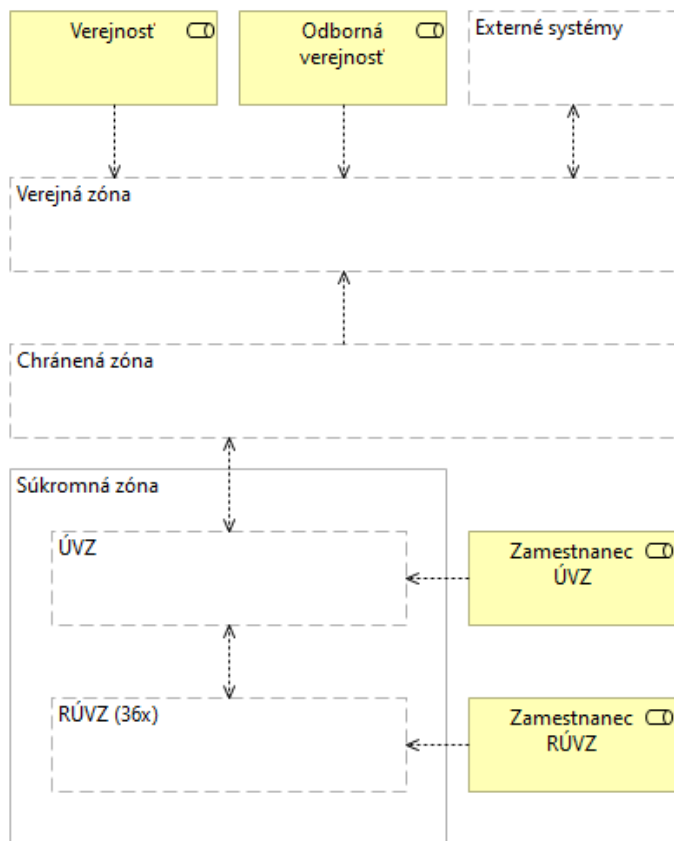 Verejnosť
Odborná
verejnosť
Externé systémy
Verejná zóna
Chránená zóna
Súkromná zóna
ÚVZ
Zamestnanec
ÚVZ
RÚVZ (36x)
Zamestnanec
RÚVZ